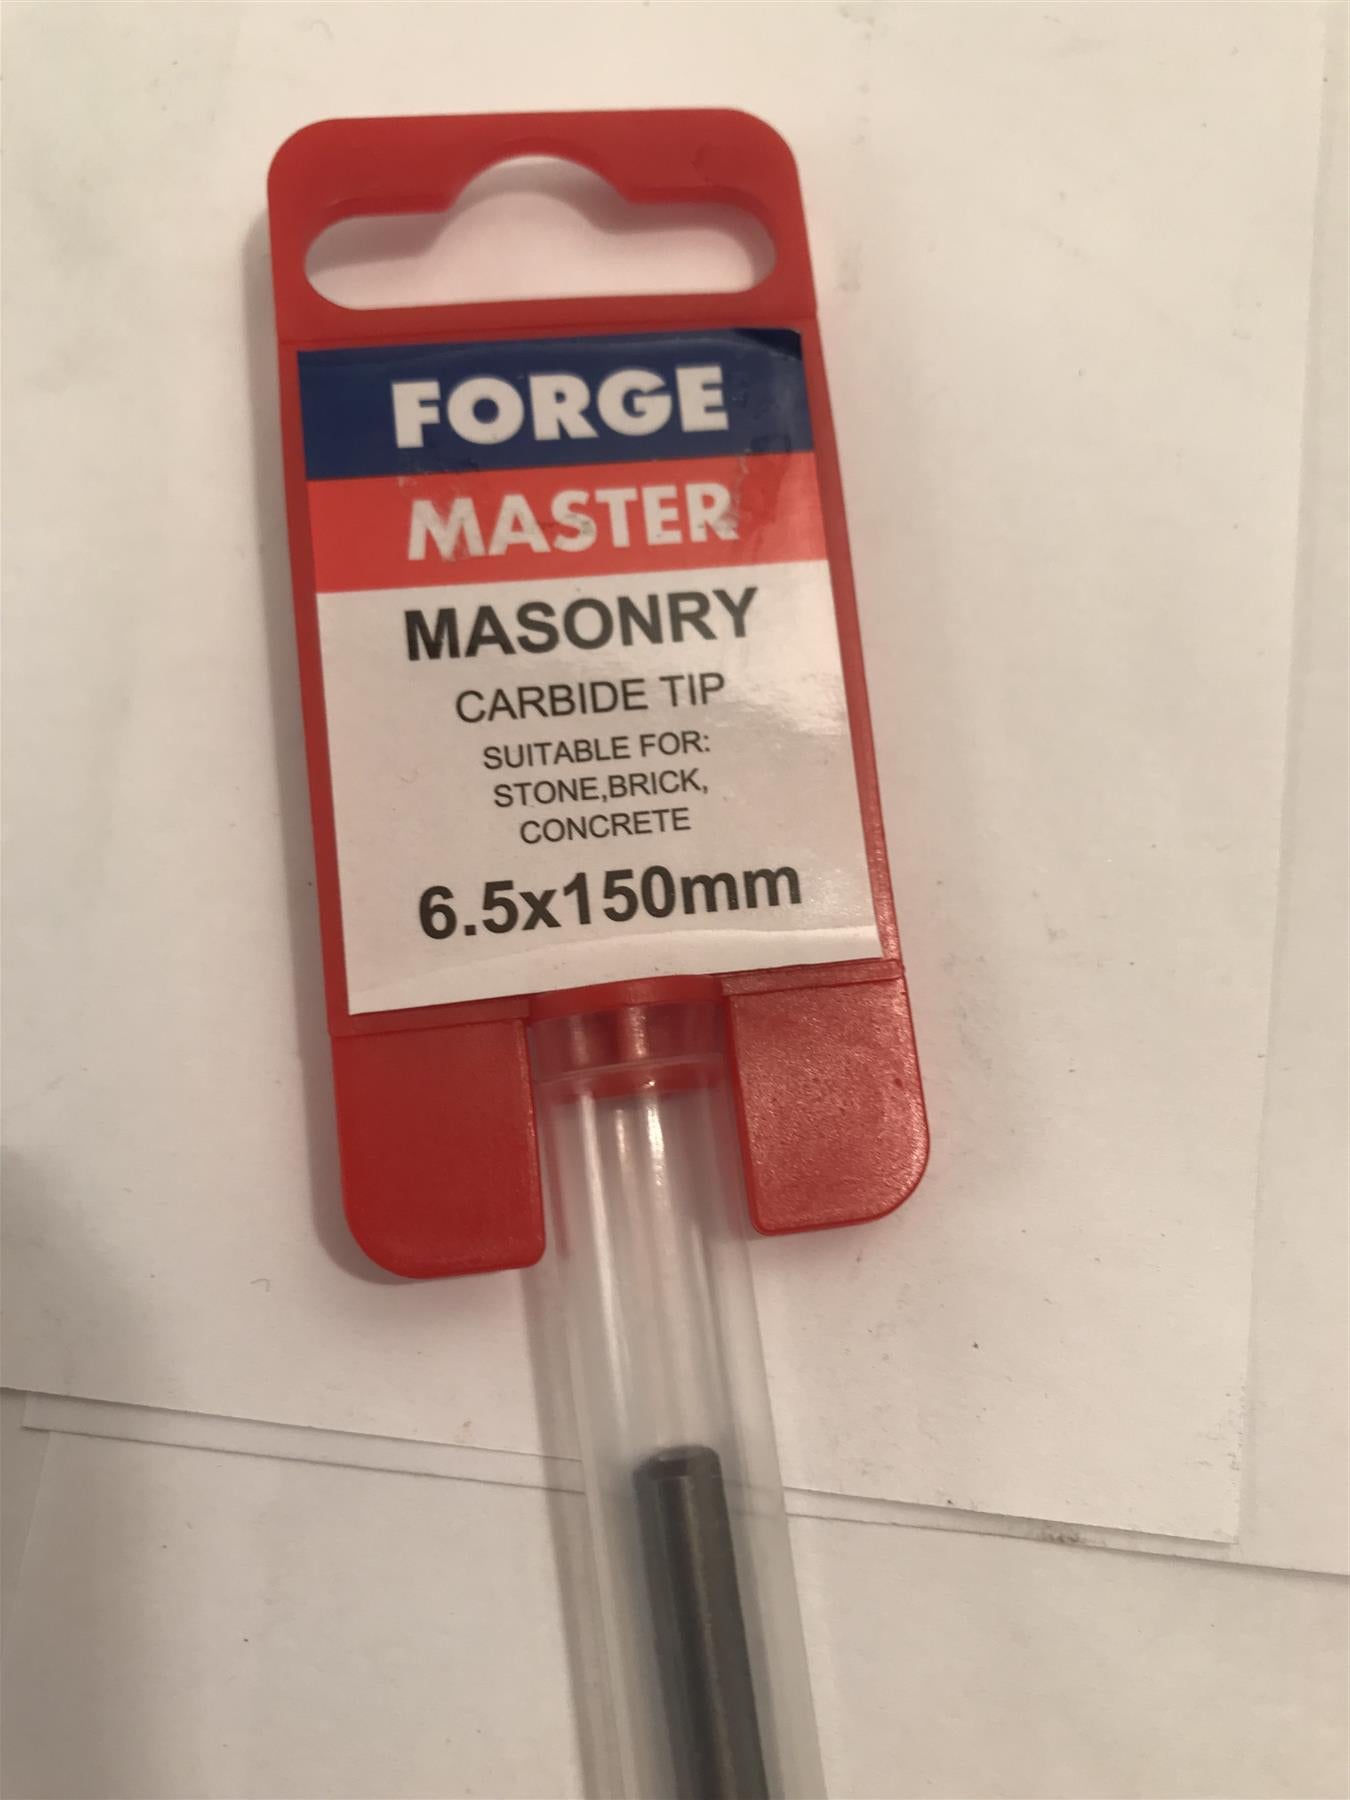 FORGE
MASTER
MASONRY
CARBIDE TIP
SUITABLE FOR:
STONE,BRICK,
CONCRETE
6.5x150mm